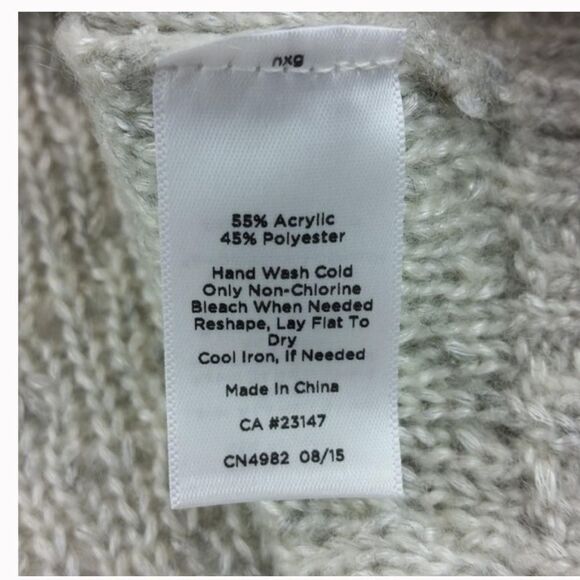 55% Acrylic
45% Polyester
Hand Wash Cold
Only Non-Chlorine
Bleach When Needed
Reshape, Lay Flat To
Dry
Cool Iron, If Needed
Made In China
CA #23147
CN4982 08/15